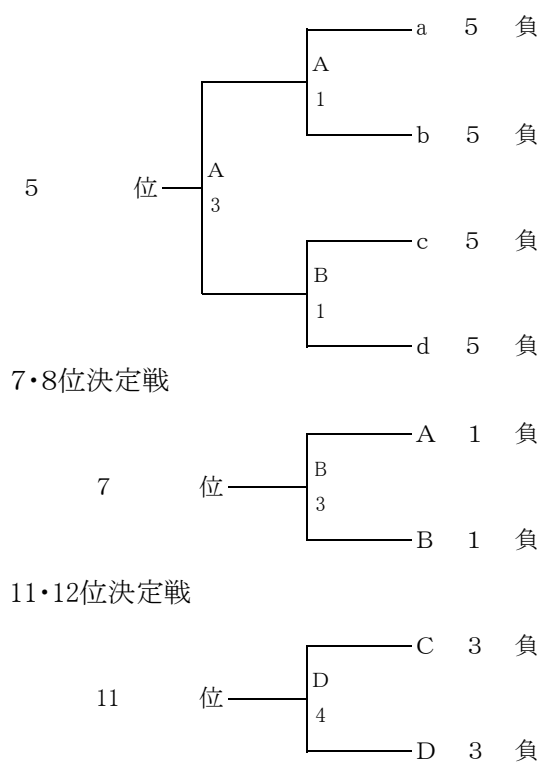 a 5 負
A
1
b 5 負
5 位
A
3
c 5 負
B
1
d 5 負
7・8位決定戦
A 1 負
7 位
B
3
B 1 負
11・12位決定戦
C 3 負
11 位
D
4
D 3 負